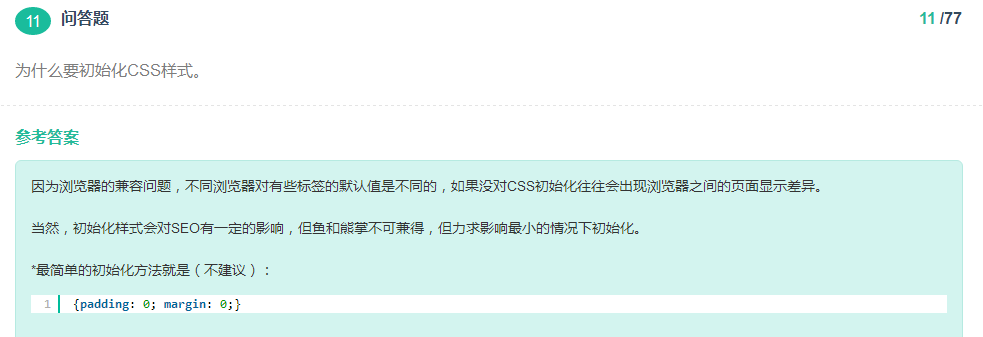 11 问答题 11 /77
为什么要初始化CSS样式。
参考答案
因为浏览器的兼容问题，不同浏览器对有些标签的默认值是不同的，如果没对CSS初始化往往会出现浏览器之间的页面显示差异。
当然，初始化样式会对SEO有一定的影响，但鱼和熊掌不可兼得，但力求影响最小的情况下初始化。
*最简单的初始化方法就是（不建议）：
1 {padding: 0; margin: 0;}